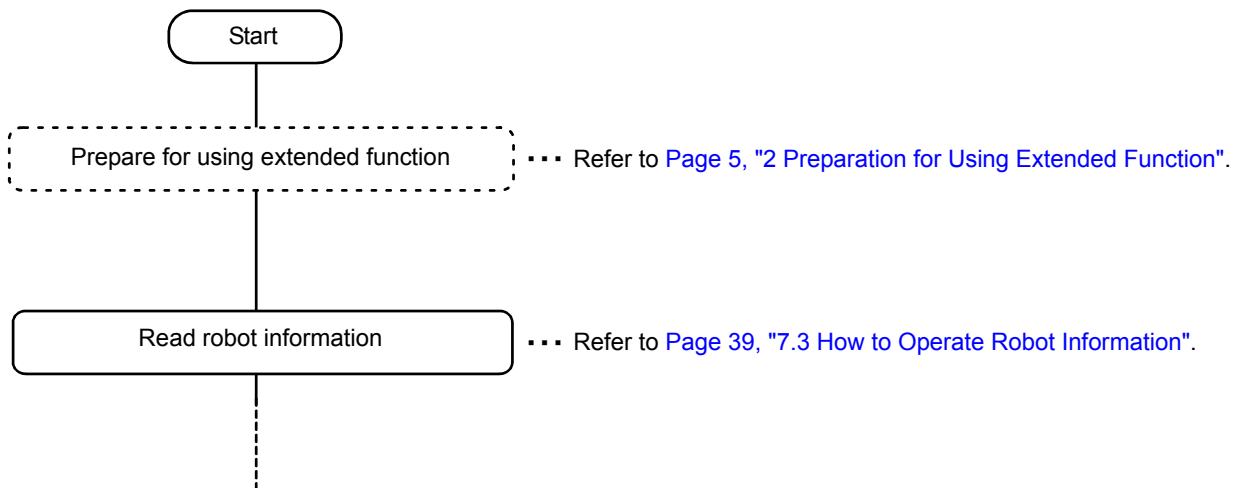 Start
Prepare for using extended function
▪▪▪ Refer to Page 5, "2 Preparation for Using Extended Function".
Read robot information
▪▪▪ Refer to Page 39, "7.3 How to Operate Robot Information".